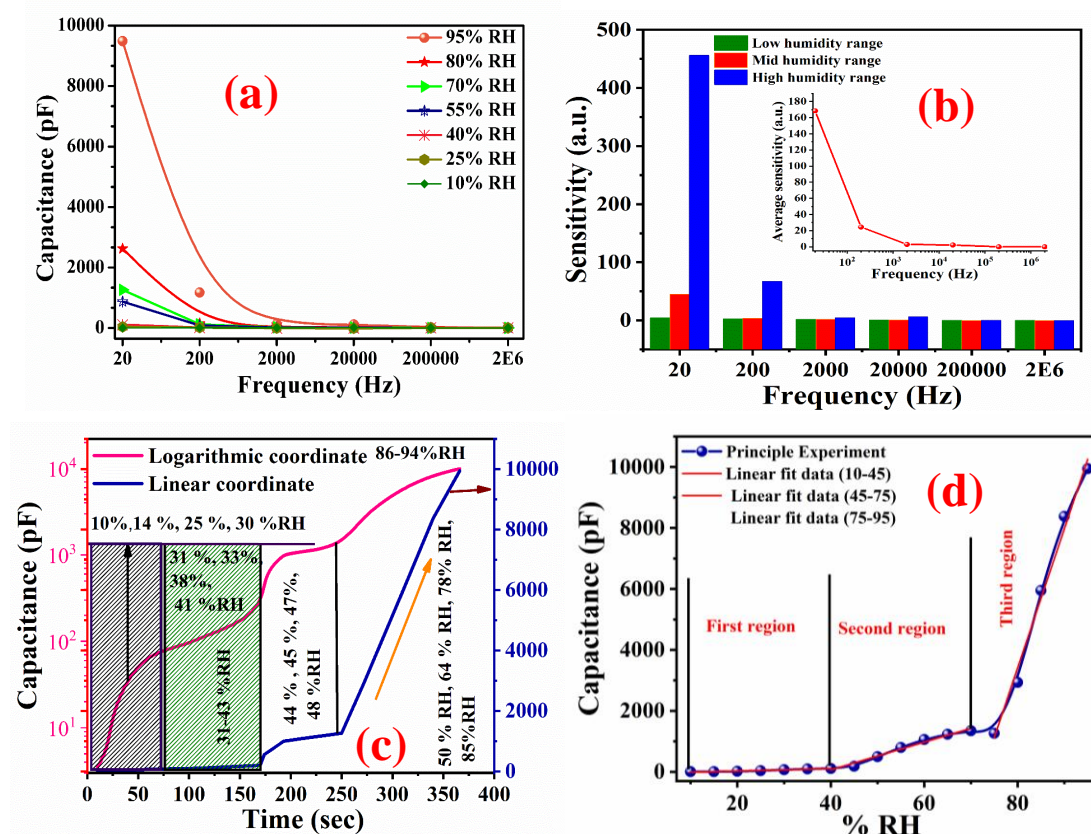 10000
8000
6000
4000
2000
0
Capacitance (pF)
95% RH
80% RH
70% RH
55% RH
40% RH
25% RH
10% RH
(a)
20 200 2000 20000 200000 2E6
Frequency (Hz)
500
450
400
100
50
0
50
Sensitivity (a.u.)
Low humidity range
Mid humidity range
High humidity range
(b)
180
160
140
120
100
80
60
40
20
0
Average sensitivity (a.u.)
10² 10³ 10⁴ 10⁵ 10⁶
Frequency (Hz)
20 200 2000 20000 200000 2E6
Frequency (Hz)
10⁴
10³
10²
10¹
Capacitance (pF)
Logarithmic coordinate
Linear coordinate
86-94%RH
10%,14 %, 25 %, 30 %RH
31 %, 33%,
38%,
41 %RH
31-43 %RH
44 %, 45 %, 47%,
48 %RH
50 % RH, 64 % RH, 78% RH,
85%RH
(c)
10000
8000
6000
4000
2000
0
0 50 100 150 200 250 300 350 400
Time (sec)
10000
8000
6000
4000
2000
0
Capacitance (pF)
Principle Experiment
Linear fit data (10-45)
Linear fit data (45-75)
Linear fit data (75-95)
(d)
First region
Second region
Third region
20 40 60 80
% RH